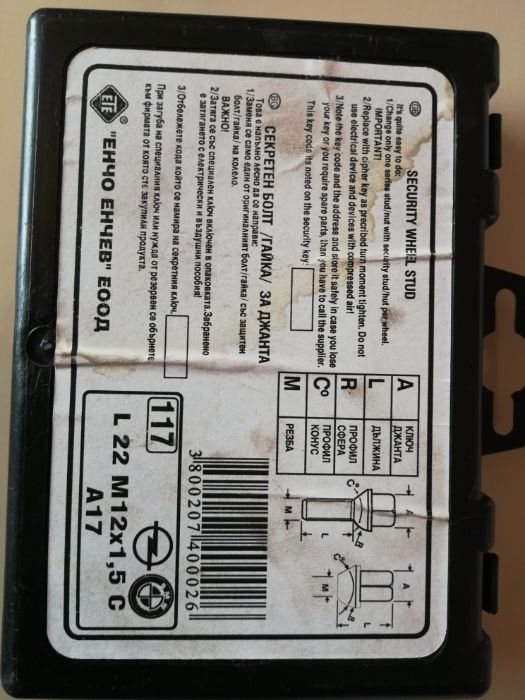 SECURITY WHEEL STUD
It's quite easy to do:
1/Change only one series stud/nut with security stud/nut per wheel.
IMPORTANT!
2/Replace with cipher key as precribed turn moment tighten. Do not
use electrical device and devices with compressed air!
3/Note the key code and the address and store it safely in case you lose
your key or you require spare parts, than you have to call the supplier.
This key code its noted on the security key:
BG
СЕКРЕТЕН БОЛТ /ГАЙКА/ ЗА ДЖАНТА
Това е напълно лесно да се направи:
1/Заменя се само един от оригиналният болт/гайка/ със защитен
болт/гайка/ на колело.
ВАЖНО!
2/Затяга се със специален ключ включен в опаковката.Забранено
е затягането с електрически и въздушни пособия!
3/Отбележете кода който се намира на секретния ключ.
При загуба на специалния ключ или нужда от резервен се обърнете
към фирмата от която сте закупили продукта.
"ЕНЧО ЕНЧЕВ" ЕООД
A КЛЮЧ ДЖАНТА
L ДЪЛЖИНА
R ПРОФИЛ СФЕРА
C° ПРОФИЛ КОНУС
M РЕЗБА
A
C°
R
L
M
A
C°
R
L
M
3800207400026
117
L 22 M12x1,5 C
A17